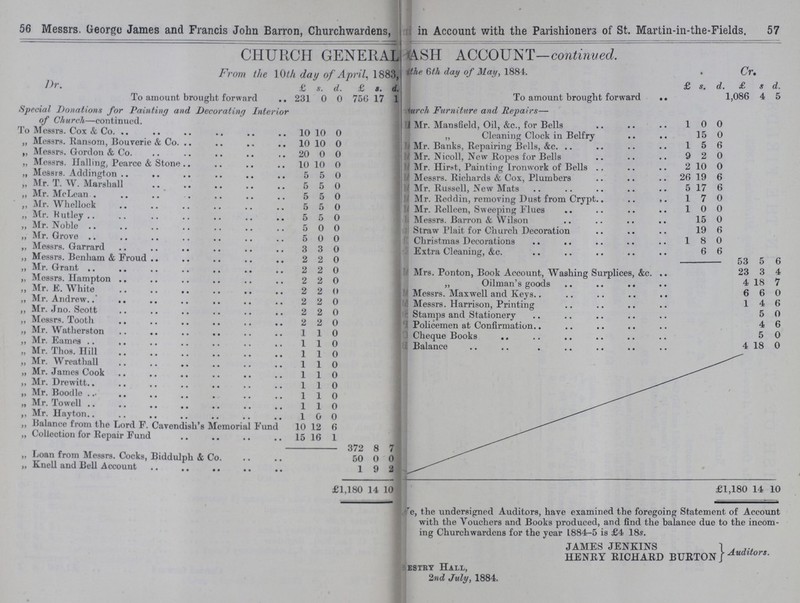 56 Messrs. George James and Francis John Barron, Churchwardens,
CHURCH GENERAL
From the 10th day of April, 1883,
Dr.
£ s. d. £ s. d.
To amount brought forward .. 231 0 0 756 17 1
Special Donations for Painting and Decorating Interior
of Church—continued.
To Messrs. Cox & Co. .. 10 10 0
„ Messrs. Ransom, Bouverie & Co. .. 10 10 0
„ Messrs. Gordon & Co. 20 0 0
„ Messrs. Halling, Pearce & Stone .. 10 10 0
„ Messrs. Addington .. 5 5 0
„ Mr. T. W. Marshall 5 5 0
„ Mr. McLean . 5 5 0
„ Mr. Whellock 5 5 0
„ Mr. Rutley .. 5 5 0
„ Mr. Noble .. 5 0 0
„ Mr. Grove .. 5 0 0
„ Messrs. Garrard 3 3 0
„ Messrs. Benham & Froud .. 2 2 0
„ Mr. Grant .. 2 2 0
„ Messrs. Hampton 2 2 0
„ Mr. E. White 2 2 0
„ Mr. Andrew.. 2 2 0
„ Mr. Jno. Scott 2 2 0
„ Messrs. Tooth 2 2 0
„ Mr. Watherston 1 1 0
„ Mr. Eames .. 1 1 0
„ Mr. Thos. Hill 1 1 0
„ Mr. Wreathall 1 1 0
„ Mr. James Cook 1 1 0
„ Mr. Drewitt.. 1 1 0
„ Mr. Boodle .. 1 1 0
„ Mr. Towell .. 1 1 0
„ Mr. Hayton.. 1 0 0
„ Balance from the Lord F. Cavendish's Memorial Fund 10 12 6
„ Collection for Repair Fund 15 16 1
372 8 7
„ Loan from Messrs. Cocks, Biddulph & Co. 50 0 0
„ Knell and Bell Account .. 1 9 2
£1,180 14 10
in Account with the Parishioners of St. Martin-in-the-Fields. 57
ASH ACCOUNT—continued.
the 6th day of May, 1884.
Cr.
£ s. d. £ s d.
To amount brought forward .. 1,086 4 5
urch Furniture and Repairs—
Mr. Mansfield, Oil, &c., for Bells 1 0 0
„ Cleaning Clock in Belfry 15 0
Mr. Banks, Repairing Bells, &c. .. 1 5 6
Mr. Nicoll, New Ropes for Bells 9 2 0
Mr. Hirst, Painting Ironwork of Bells .. 2 10 0
Messrs. Richards & Cox, Plumbers 26 19 6
Mr. Russell, New Mats .. 5 17 6
Mr. Reddin, removing Dust from Crypt.. 1 7 0
Mr. Relleen, Sweeping Flues 1 0 0
Messrs. Barron & Wilson 15 0
Straw Plait for Church Decoration 19 6
Christmas Decorations .. 1 8 0
Extra Cleaning, &c. 6 6
53 5 6
Mrs. Ponton, Book Account, Washing Surplices, &c. .. 23 3 4
„ Oilman's goods .. 4 18 7
Messrs. Maxwell and Keys.. 6 6 0
Messrs. Harrison, Printing 1 4 6
Stamps and Stationery 5 0
Policemen at Confirmation.. 4 6
Cheque Books .. 5 0
Balance .. 4 18 0
£1,180 14 10
e, the undersigned Auditors, have examined the foregoing Statement of Account
with the Vouchers and Books produced, and find the balance due to the incom-
ing Churchwardens for the year 1884-5 is £4 18s.
JAMES JENKINS
HENRY RICHARD BURTON } Auditors.
ESTRY HALL,
2nd July, 1884.